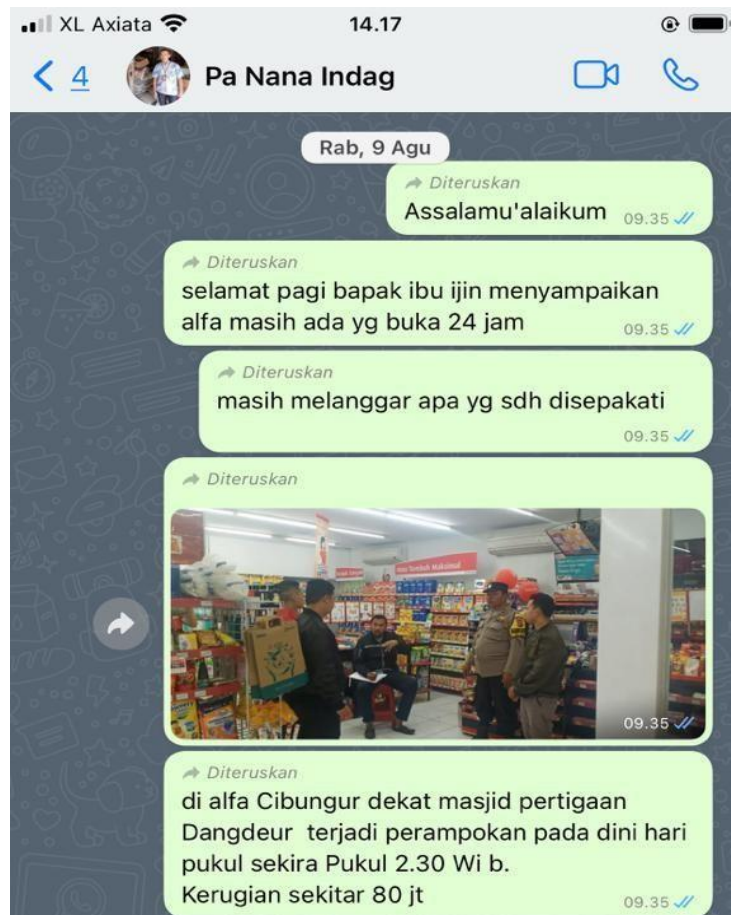 XL Axiata
14.17
4
Pa Nana Indag
Rab, 9 Agu
Diteruskan
Assalamu'alaikum 09.35
Diteruskan
selamat pagi bapak ibu ijin menyampaikan
alfa masih ada yg buka 24 jam
09.35
Diteruskan
masih melanggar apa yg sdh disepakati
09.35
Diteruskan
09.35
Diteruskan
di alfa Cibungur dekat masjid pertigaan
Dangdeur terjadi perampokan pada dini hari
pukul sekira Pukul 2.30 Wi b.
Kerugian sekitar 80 jt
09.35